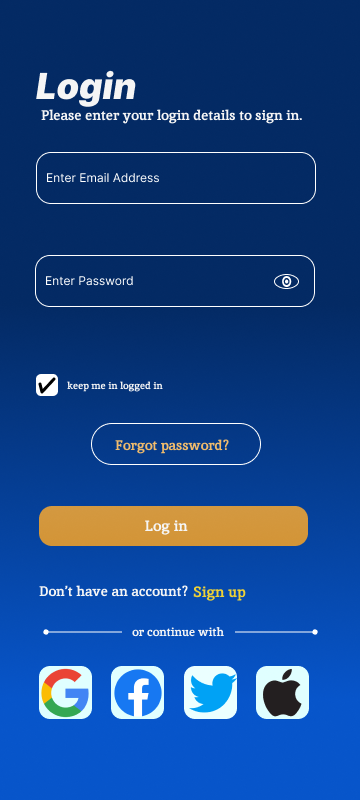 Login
Please enter your login details to sign in.
Enter Email Address
Enter Password
keep me in logged in
Forgot password?
Log in
Don't have an account? Sign up
or continue with